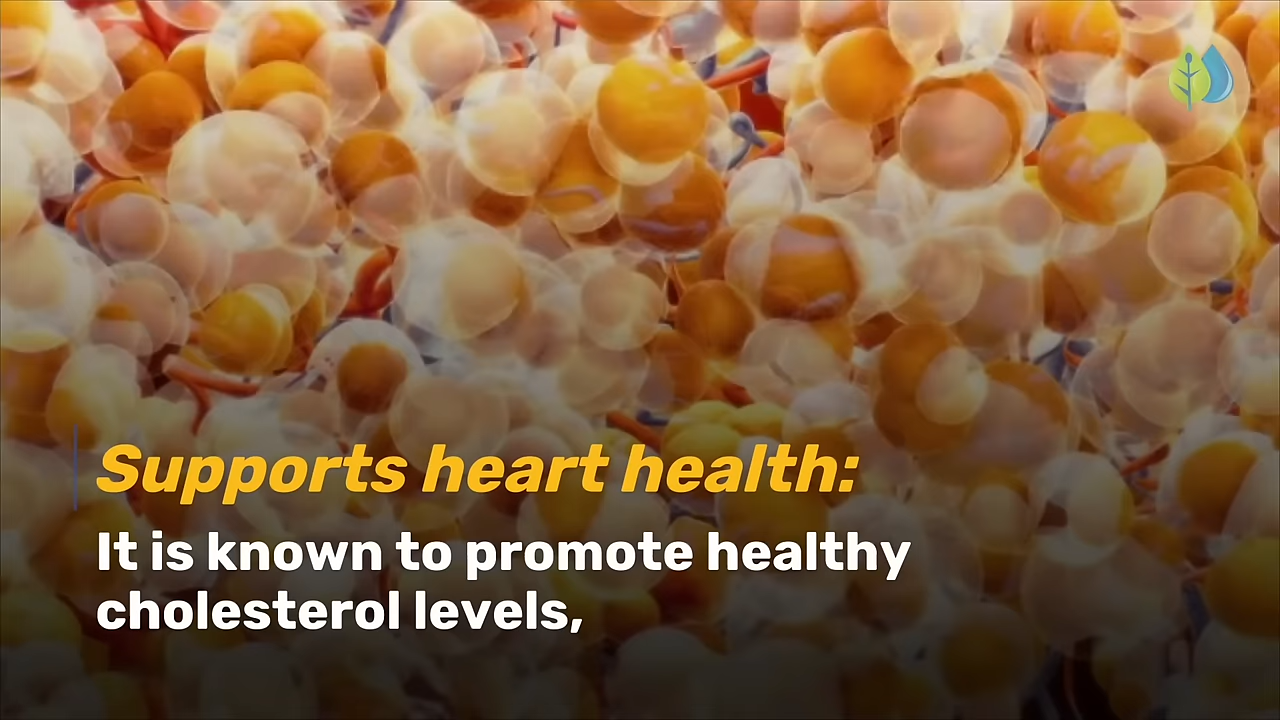 Supports heart health:
It is known to promote healthy
cholesterol levels,